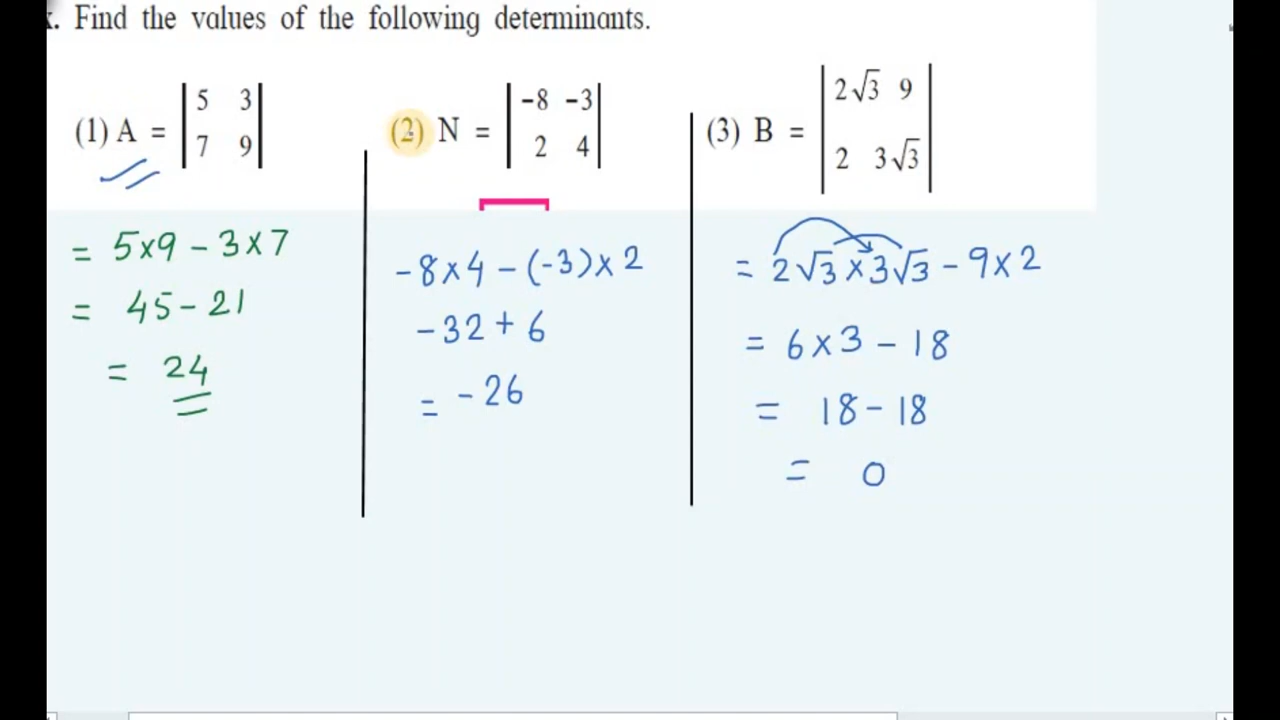 . Find the values of the following determinants.
(1) A = | 5 3 |
| 7 9 |
= 5×9 − 3×7
= 45 − 21
= 24
(2) N = | −8 −3 |
| 2 4 |
-8×4 − (-3)×2
-32 + 6
= -26
(3) B = | 2√3 9 |
| 2 3√3 |
= 2√3 × 3√3 − 9×2
= 6×3 − 18
= 18 − 18
= 0